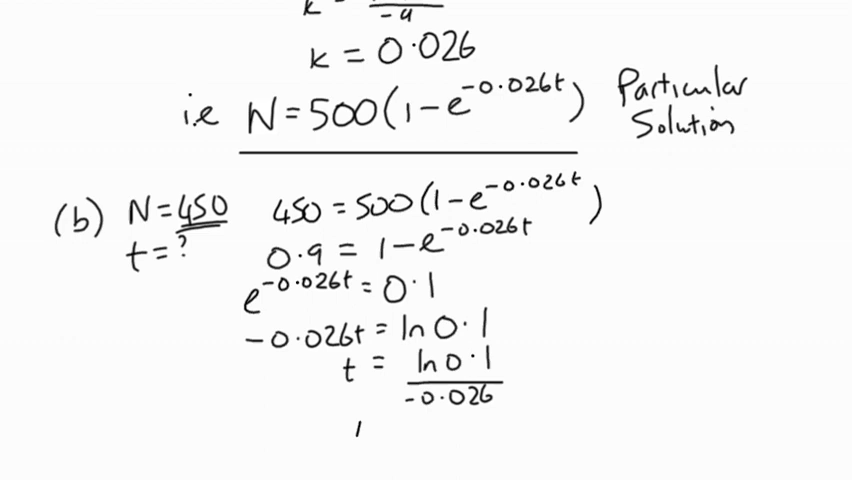 k =
-9
k = 0.026
i.e N = 500(1-e^-0.026t) Particular Solution
(b) N = 450 450 = 500(1-e^-0.026t)
t = ? 0.9 = 1-e^-0.026t
e^-0.026t = 0.1
-0.026t = ln 0.1
t = ln 0.1
-0.026